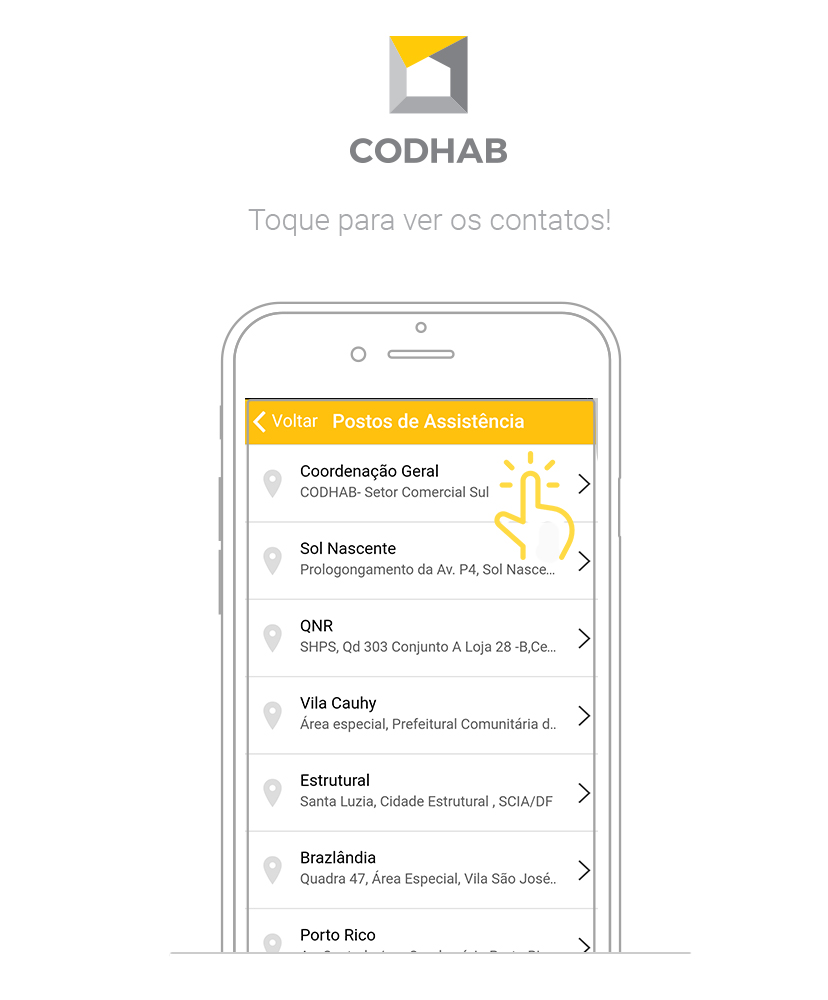 CODHAB
Toque para ver os contatos!
Voltar Postos de Assistência
Coordenação Geral
CODHAB- Setor Comercial Sul
Sol Nascente
Prologongamento da Av. P4, Sol Nasce...
QNR
SHPS, Qd 303 Conjunto A Loja 28 -B,Ce...
Vila Cauhy
Área especial, Prefeitural Comunitária d..
Estrutural
Santa Luzia, Cidade Estrutural , SCIA/DF
Brazlândia
Quadra 47, Área Especial, Vila São José..
Porto Rico